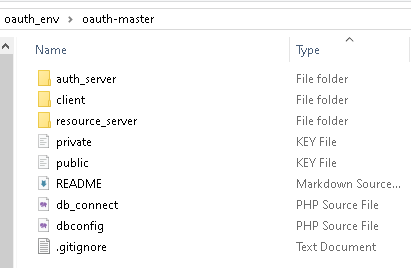 oauth_env > oauth-master
Name Type
auth_server File folder
client File folder
resource_server File folder
private KEY File
public KEY File
README Markdown Source...
db_connect PHP Source File
dbconfig PHP Source File
.gitignore Text Document